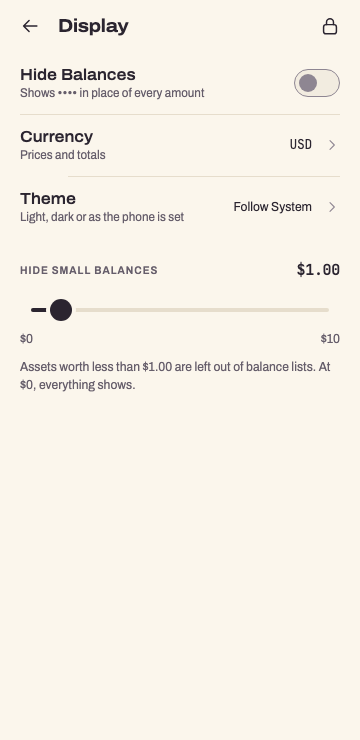 Display
Hide Balances
Shows •••• in place of every amount
Currency
Prices and totals
USD
Theme
Light, dark or as the phone is set
Follow System
HIDE SMALL BALANCES
$1.00
$0
$10
Assets worth less than $1.00 are left out of balance lists. At
$0, everything shows.